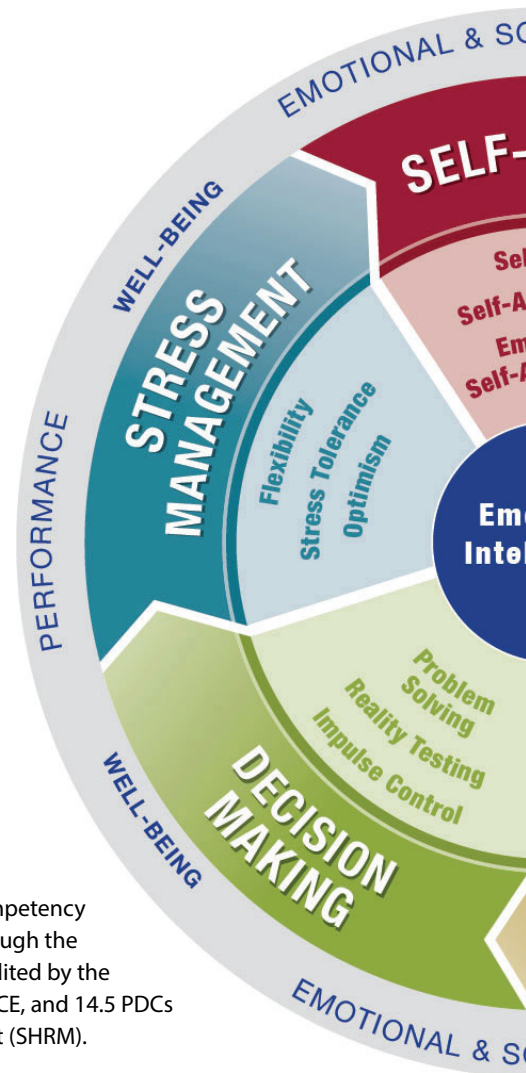 EMOTIONAL & SO
SELF-
WELL-BEING
STRESS
MANAGEMENT
Sel
Self-A
Em
Self-A
Flexibility
Stress Tolerance
Optimism
PERFORMANCE
Emo
Intel
Problem
Solving
Reality Testing
Impulse Control
DECISION
MAKING
WELL-BEING
mpetency
ough the
dited by the
CE, and 14.5 PDCs
t (SHRM).
EMOTIONAL & SO